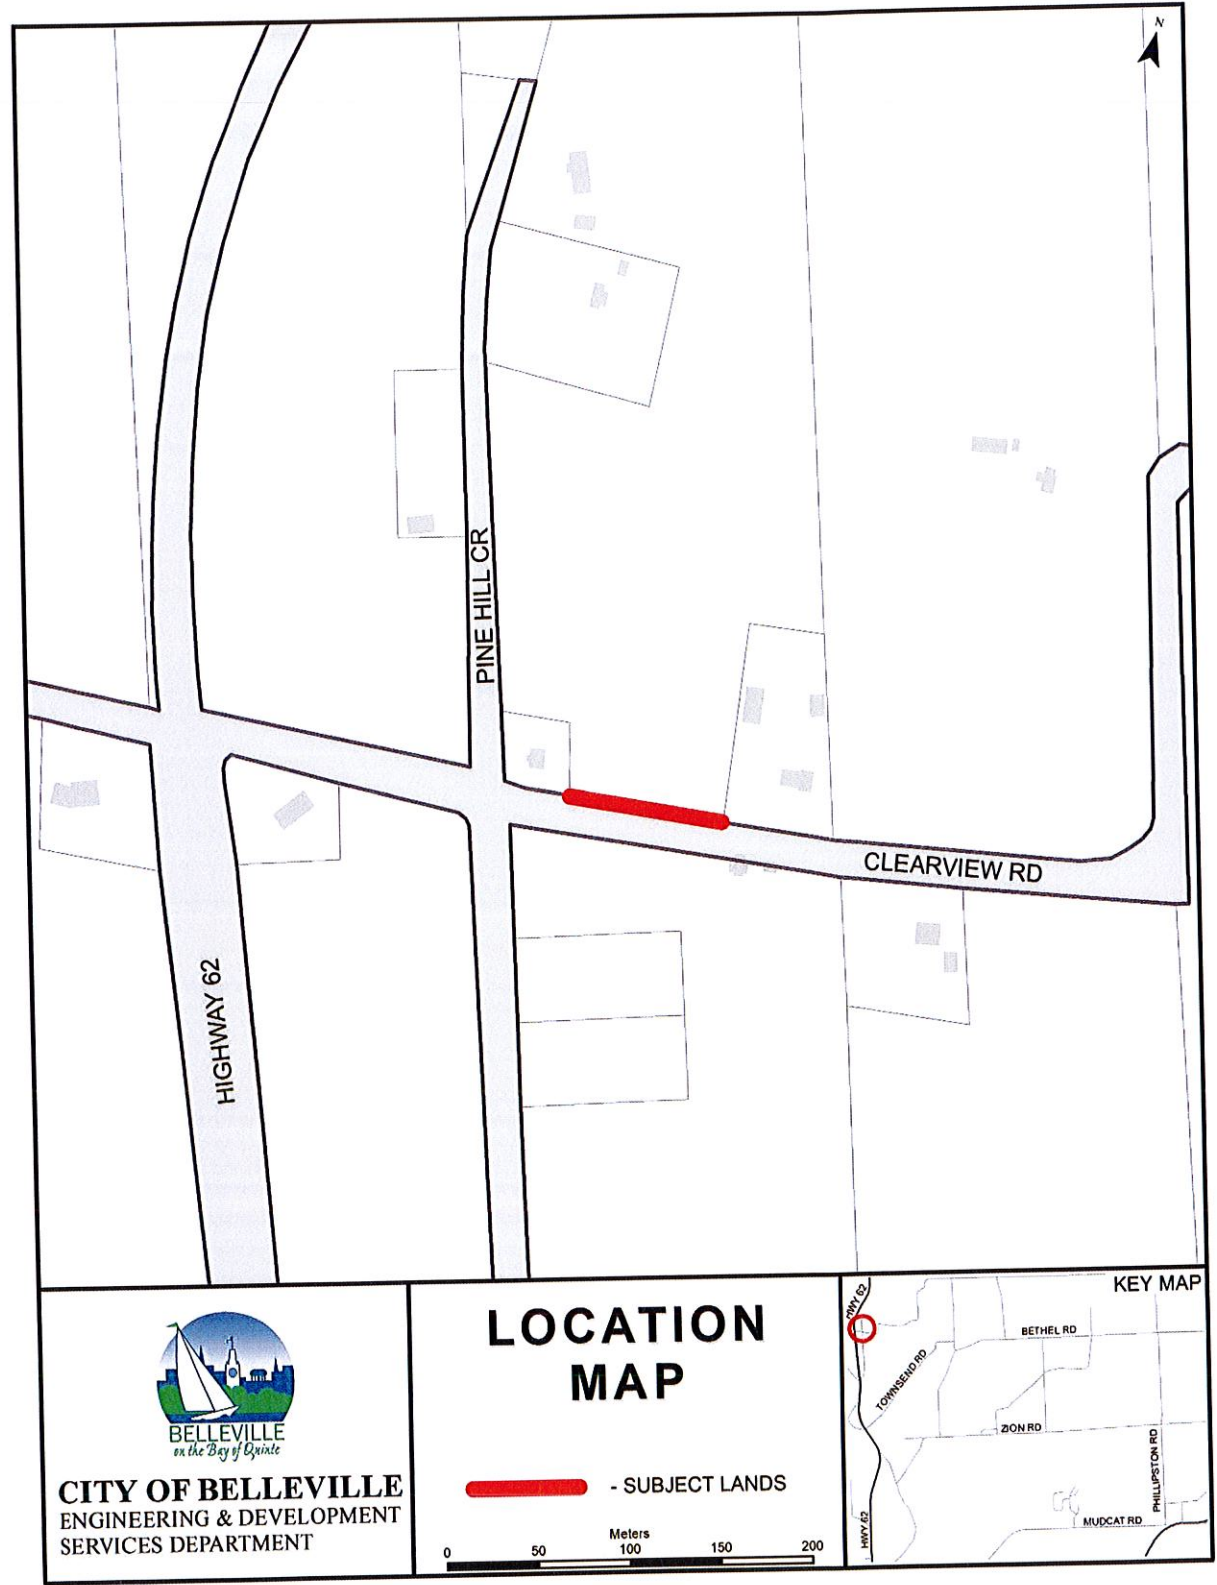 N
PINE HILL CR
CLEARVIEW RD
HIGHWAY 62
BELLEVILLE
on the Bay of Quinte
CITY OF BELLEVILLE
ENGINEERING & DEVELOPMENT
SERVICES DEPARTMENT
LOCATION
MAP
- SUBJECT LANDS
Meters
0 50 100 150 200
KEY MAP
HWY 62
BETHEL RD
TOWNSEND RD
ZION RD
PHILLIPSTON RD
MUDCAT RD
HWY 62